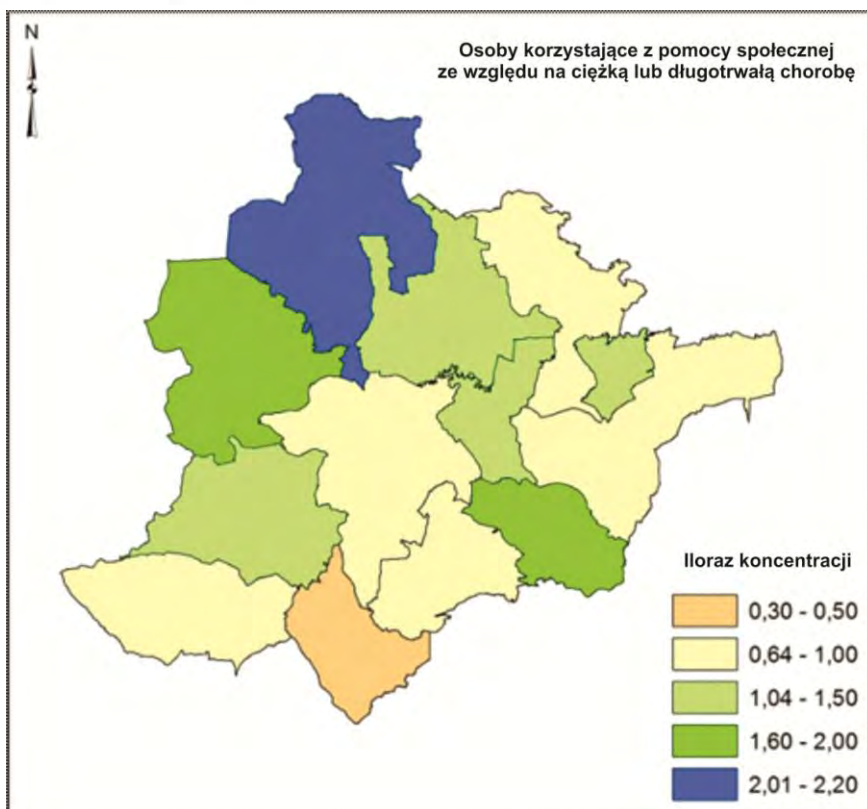 N
Osoby korzystające z pomocy społecznej
ze względu na ciężką lub długotrwałą chorobę
Iloraz koncentracji
0,30 - 0,50
0,64 - 1,00
1,04 - 1,50
1,60 - 2,00
2,01 - 2,20